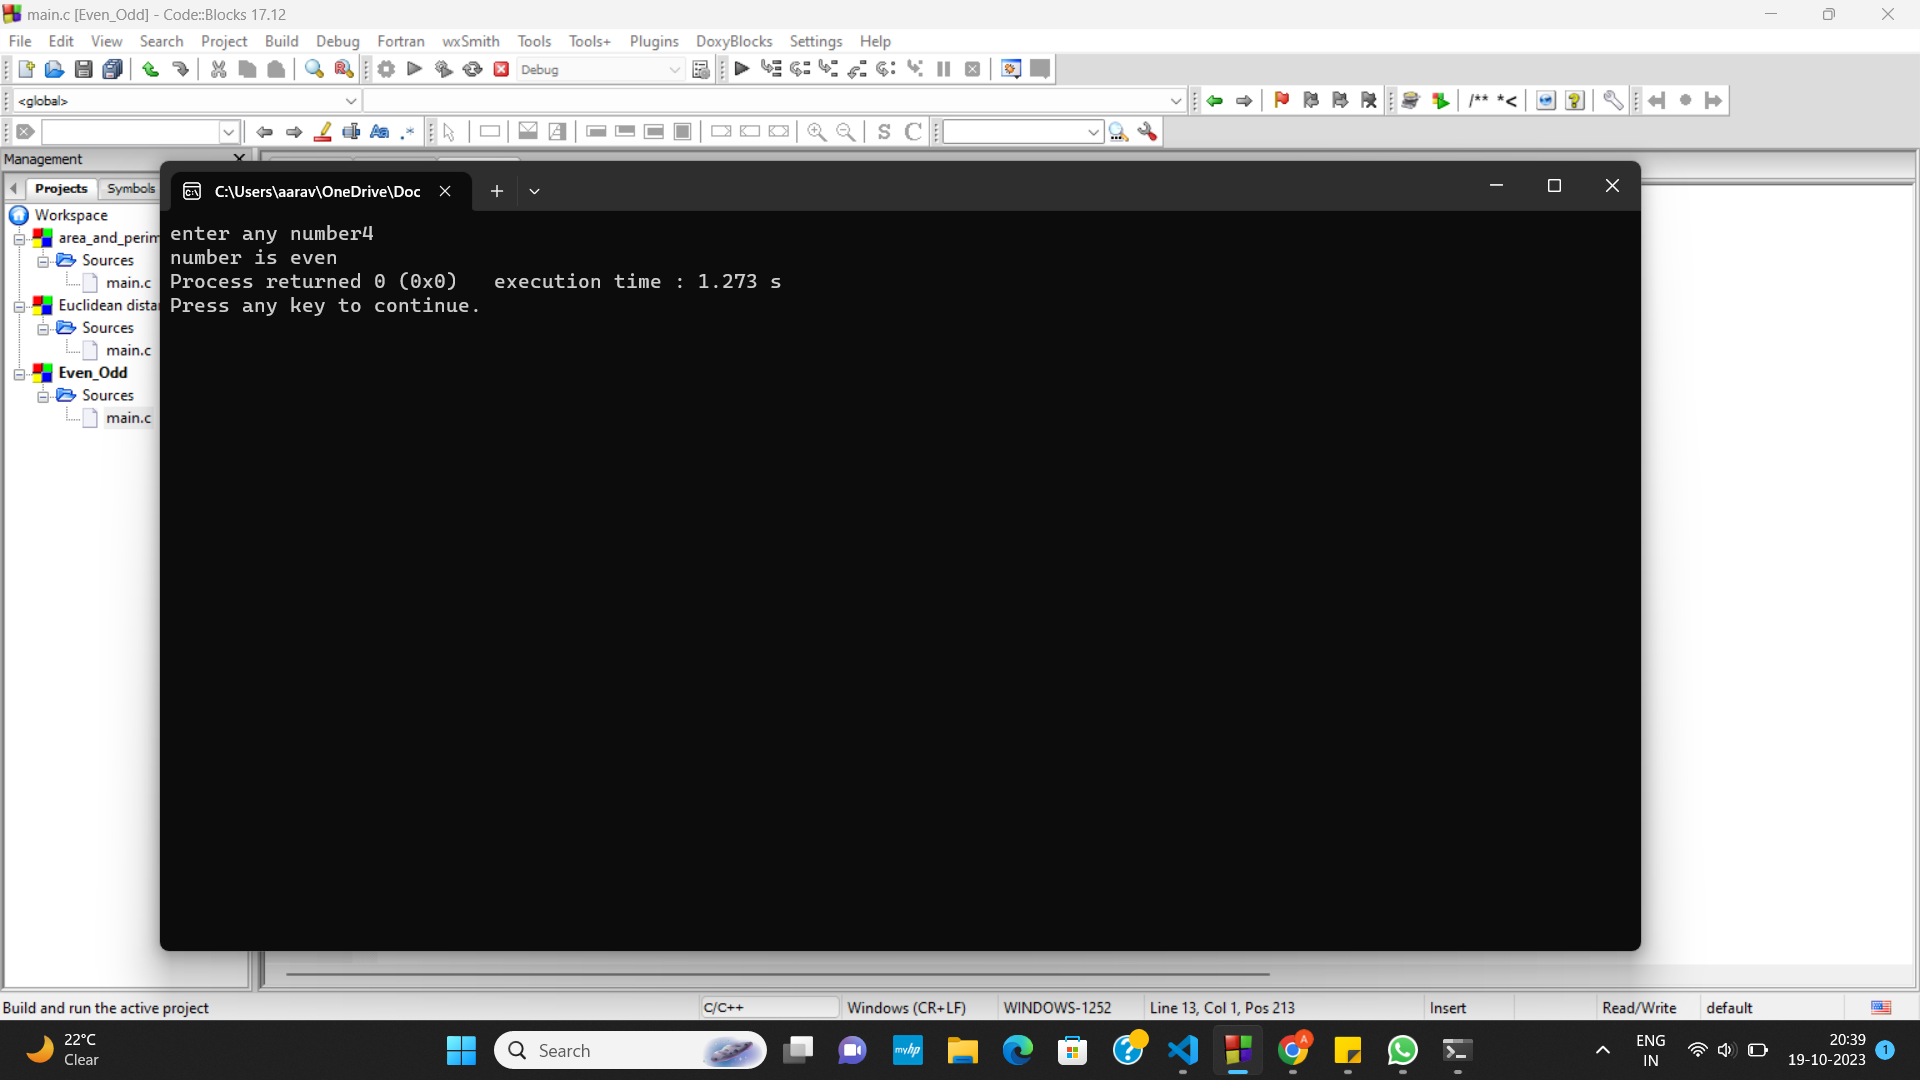 main.c [Even_Odd] - Code::Blocks 17.12
File Edit View Search Project Build Debug Fortran wxSmith Tools Tools+ Plugins DoxyBlocks Settings Help
Debug
<global>
/** *<
Aa .*
S C
Management
Projects Symbols
C:\Users\aarav\OneDrive\Doc
Workspace
area_and_perim
Sources
main.c
Euclidean dista
Sources
main.c
Even_Odd
Sources
main.c
enter any number4
number is even
Process returned 0 (0x0)   execution time : 1.273 s
Press any key to continue.
Build and run the active project C/C++ Windows (CR+LF) WINDOWS-1252 Line 13, Col 1, Pos 213 Insert Read/Write default
22°C
Clear
Search
myhp
A
ENG
IN
20:39
19-10-2023
1